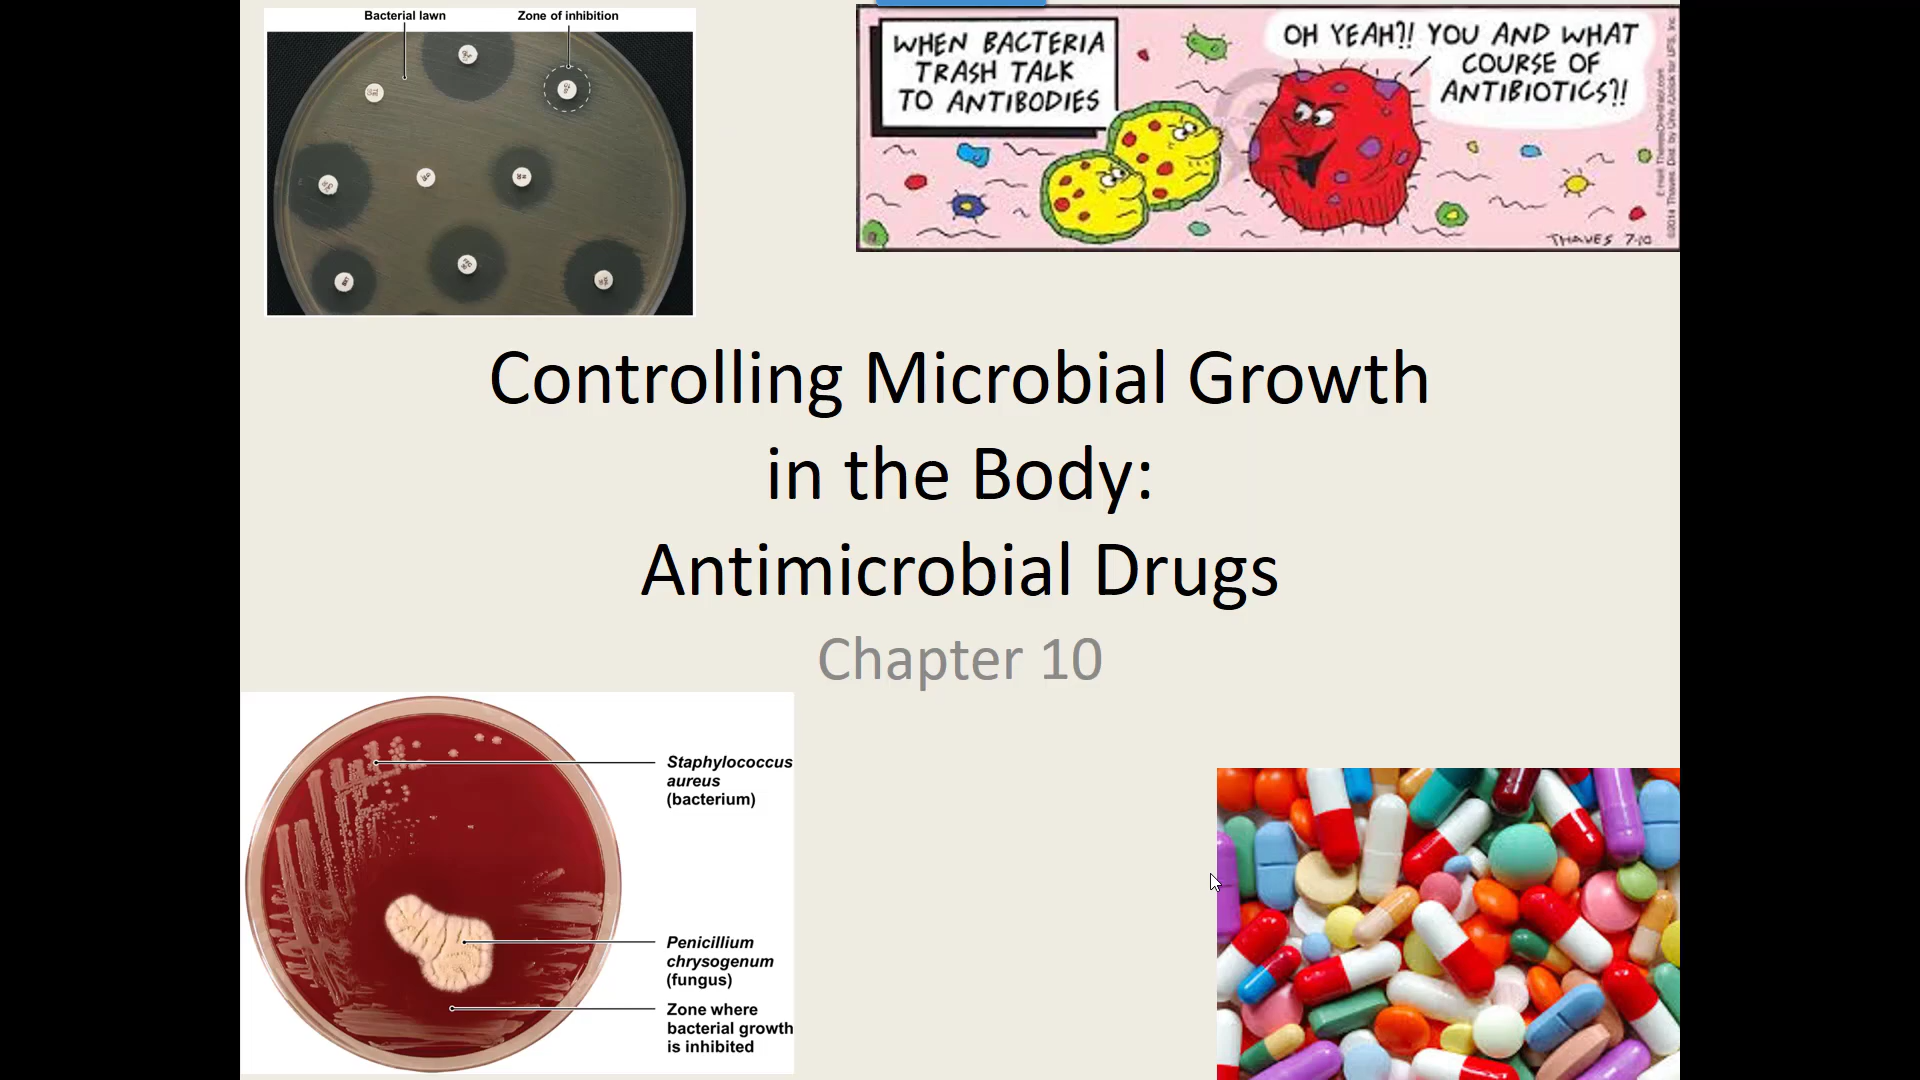 Bacterial lawn
Zone of inhibition
WHEN BACTERIA
TRASH TALK
TO ANTIBODIES
OH YEAH?! YOU AND WHAT
COURSE OF
ANTIBIOTICS?!
THAVES 7-10
Controlling Microbial Growth
in the Body:
Antimicrobial Drugs
Chapter 10
Staphylococcus
aureus
(bacterium)
Penicillium
chrysogenum
(fungus)
Zone where
bacterial growth
is inhibited